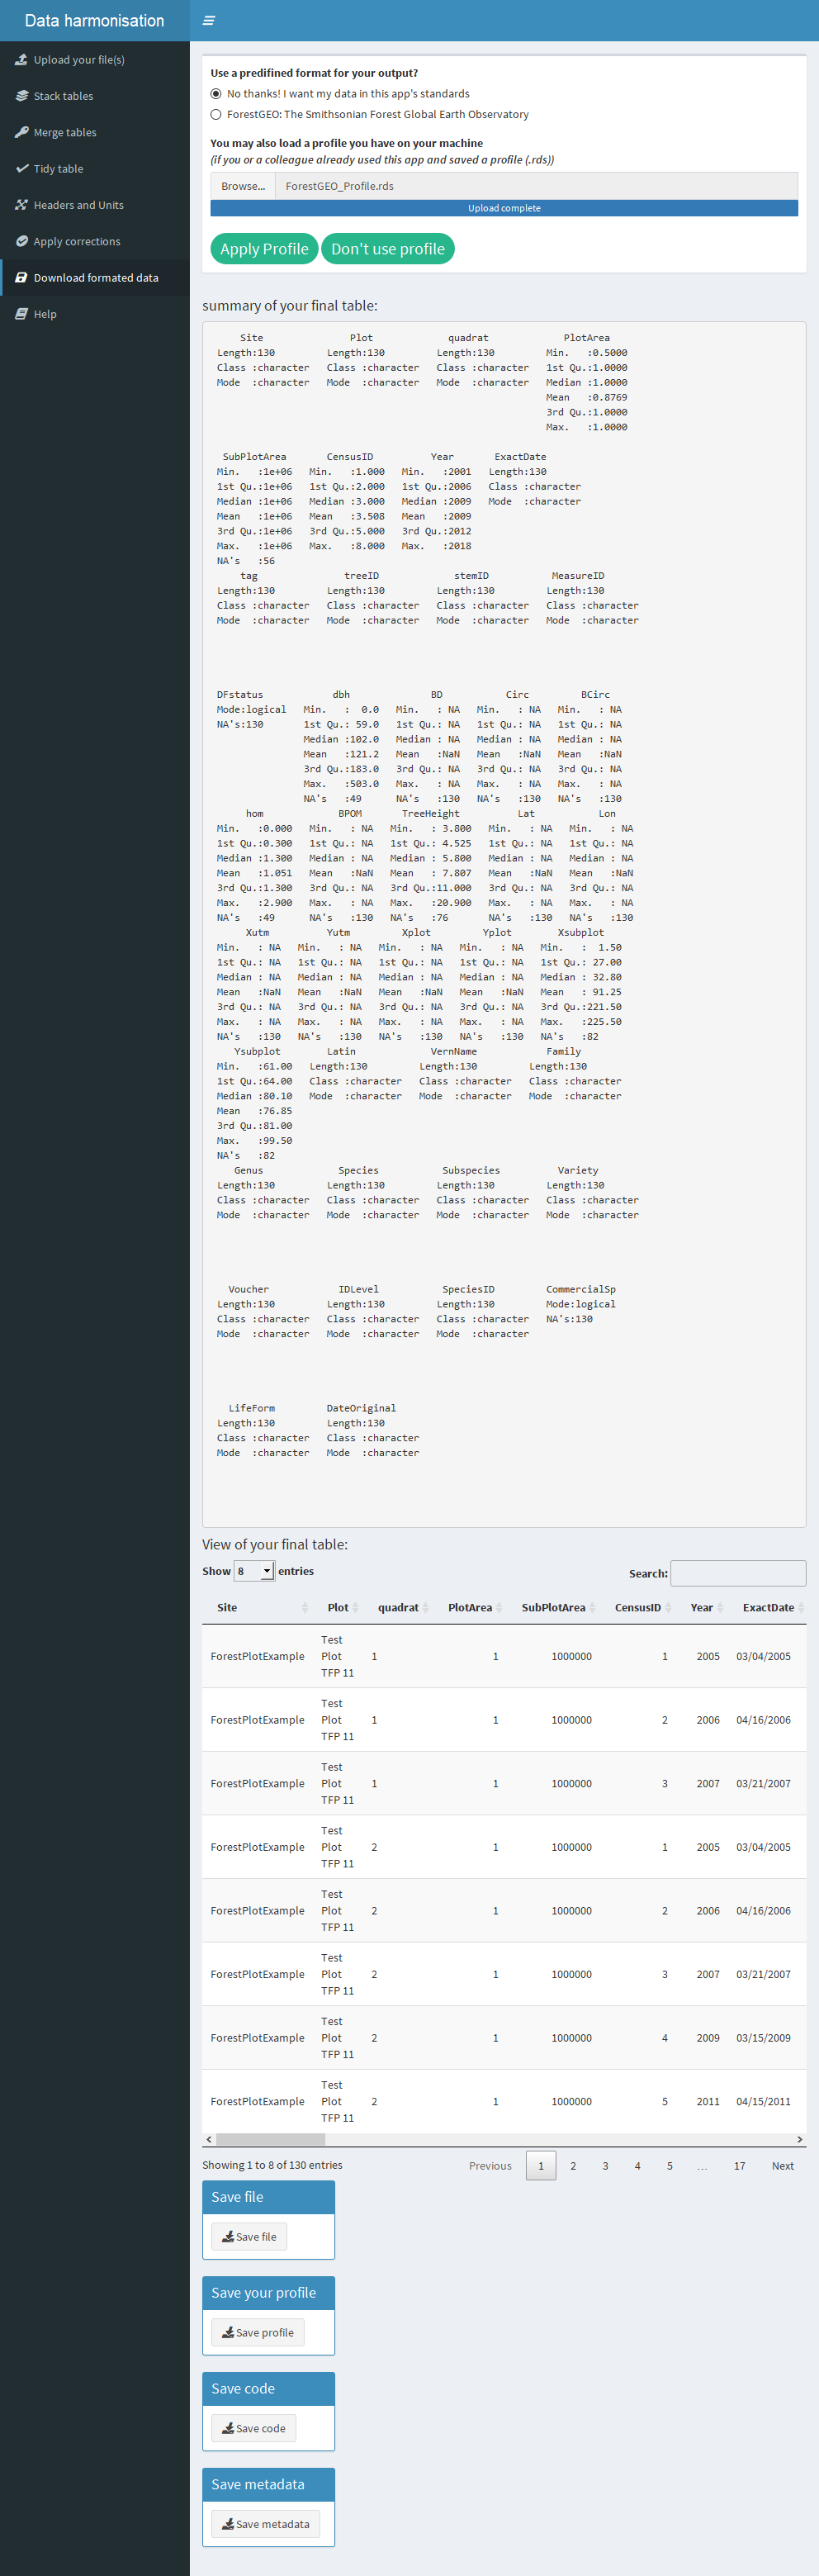 Data harmonisation
Upload your file(s)
Stack tables
Merge tables
Tidy table
Headers and Units
Apply corrections
Download formated data
Help
Use a predifined format for your output?
No thanks! I want my data in this app's standards
ForestGEO: The Smithsonian Forest Global Earth Observatory
You may also load a profile you have on your machine
(if you or a colleague already used this app and saved a profile (.rds))
Browse... ForestGEO_Profile.rds
Upload complete
Apply Profile Don't use profile
summary of your final table:
Site Plot quadrat PlotArea
Length:130 Length:130 Length:130 Min. :0.5000
Class :character Class :character Class :character 1st Qu.:1.0000
Mode :character Mode :character Mode :character Median :1.0000
Mean :0.8769
3rd Qu.:1.0000
Max. :1.0000
SubPlotArea CensusID Year ExactDate
Min. :1e+06 Min. :1.000 Min. :2001 Length:130
1st Qu.:1e+06 1st Qu.:2.000 1st Qu.:2006 Class :character
Median :1e+06 Median :3.000 Median :2009 Mode :character
Mean :1e+06 Mean :3.508 Mean :2009
3rd Qu.:1e+06 3rd Qu.:5.000 3rd Qu.:2012
Max. :1e+06 Max. :8.000 Max. :2018
NA's :56
tag treeID stemID MeasureID
Length:130 Length:130 Length:130 Length:130
Class :character Class :character Class :character Class :character
Mode :character Mode :character Mode :character Mode :character
DFstatus dbh BD Circ BCirc
Mode:logical Min. : 0.0 Min. : NA Min. : NA Min. : NA
NA's:130 1st Qu.: 59.0 1st Qu.: NA 1st Qu.: NA 1st Qu.: NA
Median :102.0 Median : NA Median : NA Median : NA
Mean :121.2 Mean :NaN Mean :NaN Mean :NaN
3rd Qu.:183.0 3rd Qu.: NA 3rd Qu.: NA 3rd Qu.: NA
Max. :503.0 Max. : NA Max. : NA Max. : NA
NA's :49 NA's :130 NA's :130 NA's :130
hom BPOM TreeHeight Lat Lon
Min. :0.000 Min. : NA Min. : 3.800 Min. : NA Min. : NA
1st Qu.:0.300 1st Qu.: NA 1st Qu.: 4.525 1st Qu.: NA 1st Qu.: NA
Median :1.300 Median : NA Median : 5.800 Median : NA Median : NA
Mean :1.051 Mean :NaN Mean : 7.807 Mean :NaN Mean :NaN
3rd Qu.:1.300 3rd Qu.: NA 3rd Qu.:11.000 3rd Qu.: NA 3rd Qu.: NA
Max. :2.900 Max. : NA Max. :20.900 Max. : NA Max. : NA
NA's :49 NA's :130 NA's :76 NA's :130 NA's :130
Xutm Yutm Xplot Yplot Xsubplot
Min. : NA Min. : NA Min. : NA Min. : NA Min. : 1.50
1st Qu.: NA 1st Qu.: NA 1st Qu.: NA 1st Qu.: NA 1st Qu.: 27.00
Median : NA Median : NA Median : NA Median : NA Median : 32.80
Mean :NaN Mean :NaN Mean :NaN Mean :NaN Mean : 91.25
3rd Qu.: NA 3rd Qu.: NA 3rd Qu.: NA 3rd Qu.: NA 3rd Qu.:221.50
Max. : NA Max. : NA Max. : NA Max. : NA Max. :225.50
NA's :130 NA's :130 NA's :130 NA's :130 NA's :82
Ysubplot Latin VernName Family
Min. :61.00 Length:130 Length:130 Length:130
1st Qu.:64.00 Class :character Class :character Class :character
Median :80.10 Mode :character Mode :character Mode :character
Mean :76.85
3rd Qu.:81.00
Max. :99.50
NA's :82
Genus Species Subspecies Variety
Length:130 Length:130 Length:130 Length:130
Class :character Class :character Class :character Class :character
Mode :character Mode :character Mode :character Mode :character
Voucher IDLevel SpeciesID CommercialSp
Length:130 Length:130 Length:130 Mode:logical
Class :character Class :character Class :character NA's:130
Mode :character Mode :character Mode :character
LifeForm DateOriginal
Length:130 Length:130
Class :character Class :character
Mode :character Mode :character
View of your final table:
Show 8 entries Search:
Site Plot quadrat PlotArea SubPlotArea CensusID Year ExactDate
ForestPlotExample Test Plot TFP 11 1 1 1000000 1 2005 03/04/2005
ForestPlotExample Test Plot TFP 11 1 1 1000000 2 2006 04/16/2006
ForestPlotExample Test Plot TFP 11 1 1 1000000 3 2007 03/21/2007
ForestPlotExample Test Plot TFP 11 2 1 1000000 1 2005 03/04/2005
ForestPlotExample Test Plot TFP 11 2 1 1000000 2 2006 04/16/2006
ForestPlotExample Test Plot TFP 11 2 1 1000000 3 2007 03/21/2007
ForestPlotExample Test Plot TFP 11 2 1 1000000 4 2009 03/15/2009
ForestPlotExample Test Plot TFP 11 2 1 1000000 5 2011 04/15/2011
Showing 1 to 8 of 130 entries Previous 1 2 3 4 5 … 17 Next
Save file
Save file
Save your profile
Save profile
Save code
Save code
Save metadata
Save metadata